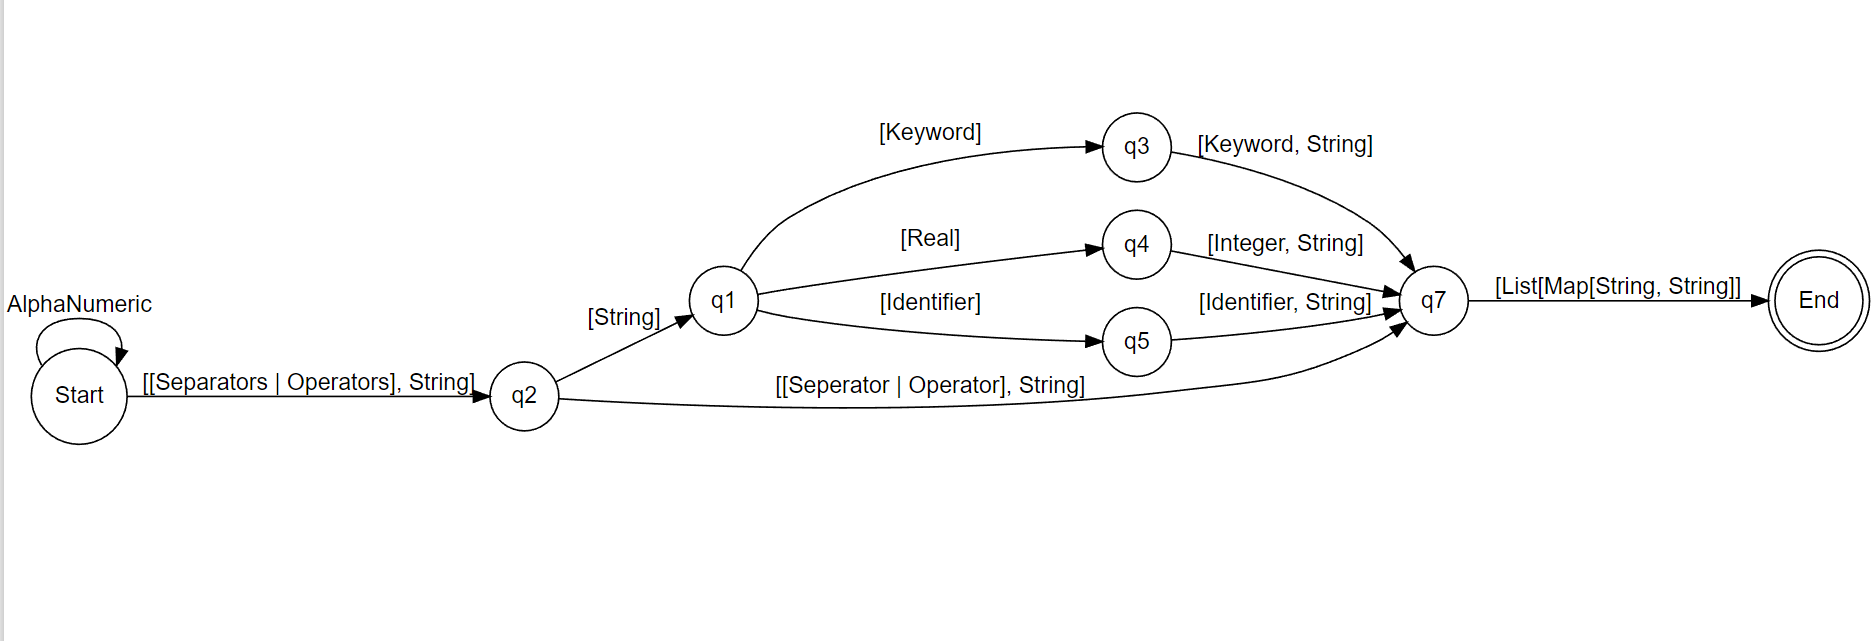 [Keyword]
q3
[Keyword, String]
[Real]
q4
[Integer, String]
AlphaNumeric
[String]
q1
[Identifier]
[Identifier, String]
q7
[List[Map[String, String]]
End
q5
Start
[[Separators | Operators], String]
q2
[[Seperator | Operator], String]